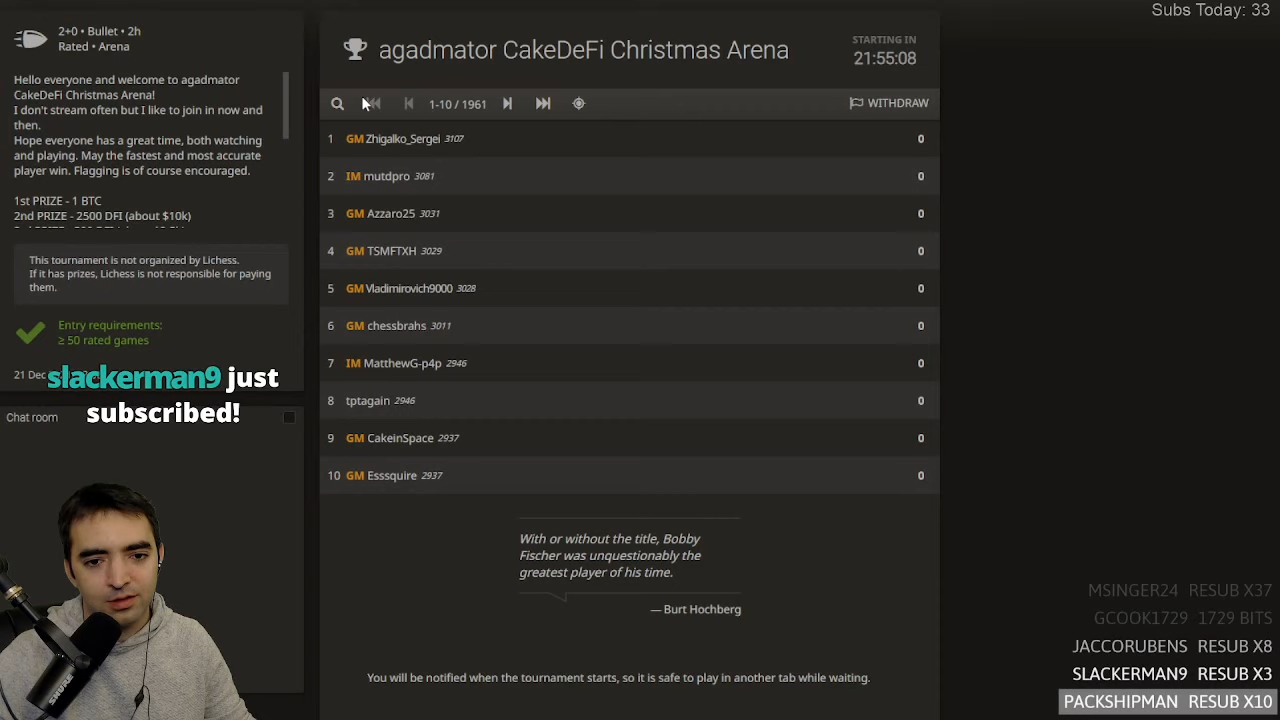 2+0 • Bullet • 2h
Rated • Arena
Hello everyone and welcome to agadmator
CakeDeFi Christmas Arena!
I don't stream often but I like to join in now and
then.
Hope everyone has a great time, both watching
and playing. May the fastest and most accurate
player win. Flagging is of course encouraged.
1st PRIZE - 1 BTC
2nd PRIZE - 2500 DFI (about $10k)
This tournament is not organized by Lichess.
If it has prizes, Lichess is not responsible for paying
them.
Entry requirements:
≥ 50 rated games
21 Dec
slackerman9 just
subscribed!
Chat room
agadmator CakeDeFi Christmas Arena
STARTING IN
21:55:08
1-10 / 1961
WITHDRAW
1 GM Zhigalko_Sergei 3107 0
2 IM mutdpro 3081 0
3 GM Azzaro25 3031 0
4 GM TSMFTXH 3029 0
5 GM Vladimirovich9000 3028 0
6 GM chessbrahs 3011 0
7 IM MatthewG-p4p 2946 0
8 tptagain 2946 0
9 GM CakeinSpace 2937 0
10 GM Esssquire 2937 0
With or without the title, Bobby
Fischer was unquestionably the
greatest player of his time.
— Burt Hochberg
You will be notified when the tournament starts, so it is safe to play in another tab while waiting.
Subs Today: 33
MSINGER24 RESUB X37
GCOOK1729 1729 BITS
JACCORUBENS RESUB X8
SLACKERMAN9 RESUB X3
PACKSHIPMAN RESUB X10
SHURE